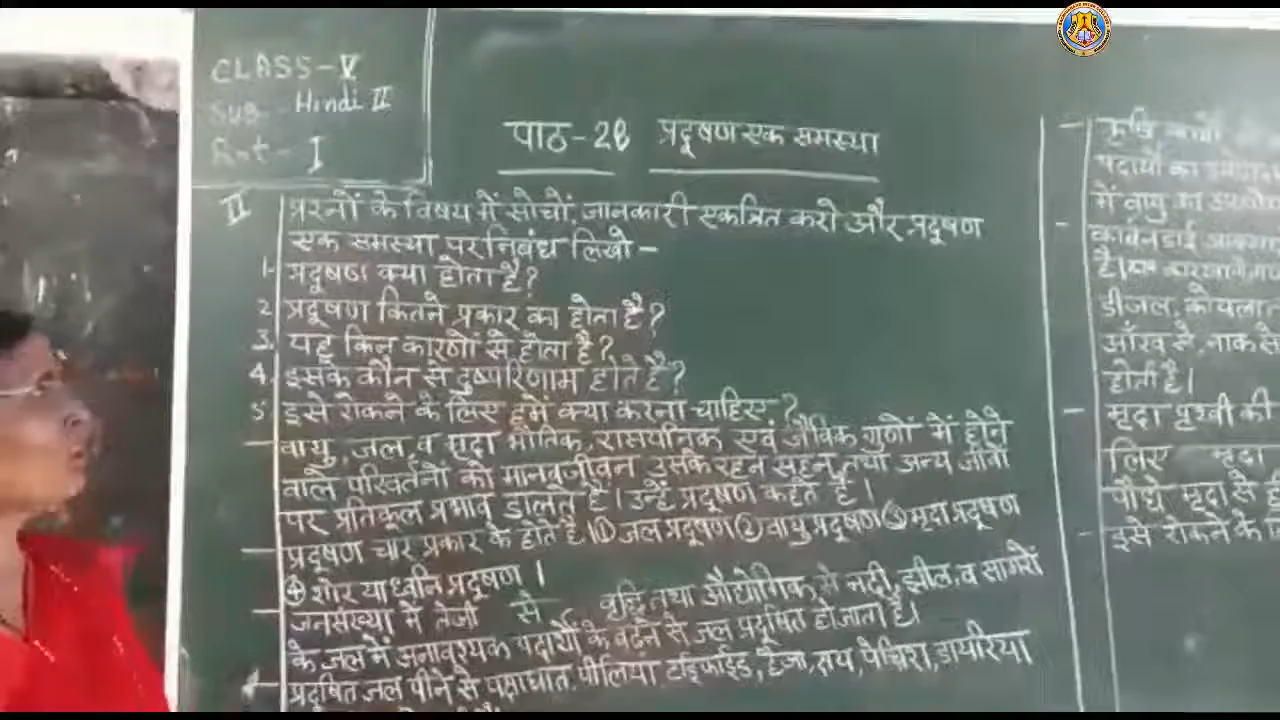 CLASS-V
Sub- Hindi II
I
पाठ-28 प्रदूषण एक समस्या
II प्रश्नों के विषय में सोचों, जानकारी एकत्रित करो और प्रदूषण
एक समस्या पर निबंध लिखो -
1. प्रदूषण क्या होता है?
2. प्रदूषण कितने प्रकार का होता है?
3. यह किन कारणों से होता है?
4. इसके कौन से दुष्परिणाम होते है?
5. इसे रोकने के लिए हमें क्या करना चाहिए?
- वायु, जल, व मृदा भौतिक, रासयनिक एवं जैविक गुणों में होने
वाले परिवर्तनों को मानवजीवन उसके रहन सहन, तथा अन्य जीवों
पर प्रतिकूल प्रभाव डालते है। उन्हें प्रदूषण कहते है।
- प्रदूषण चार प्रकार के होते है। ① जल प्रदूषण ② वायु प्रदूषण ③ मृदा प्रदूषण
④ शोर या ध्वनि प्रदूषण ।
- जनसंख्या में तेजी से वृद्धि तथा औद्योगिक से नदी, झील, व सागरों
के जल में अनावश्यक पदार्थों के बढने से जल प्रदूषित हो जाता है।
- प्रदूषित जल पीने से पक्षाघात, पीलिया, टाईफाईड, हैजा, क्षय, पेचिश, डायरिया
- कृषि
पदार्थों का
में वायु का
- कार्बनडाई
है। कारखाने
डीजल, कोयला
आँख से, नाक से
होती है।
- मृदा पृथ्वी की
लिए मृदा
पौधे मृदा से ही
- इसे रोकने के